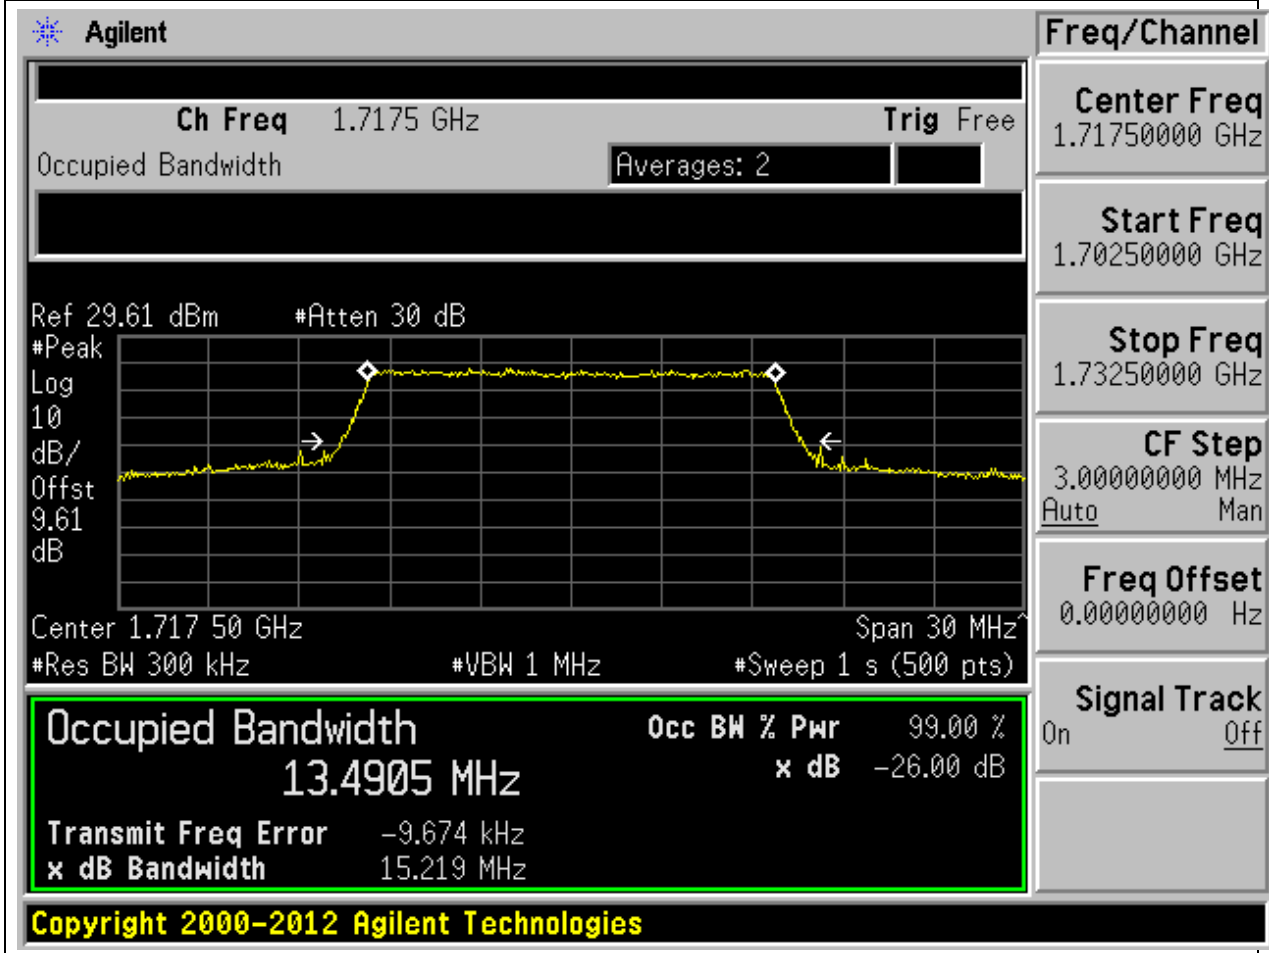 Agilent
Freq/Channel
Ch Freq 1.7175 GHz Trig Free
Occupied Bandwidth Averages: 2
Center Freq
1.71750000 GHz
Start Freq
1.70250000 GHz
Stop Freq
1.73250000 GHz
CF Step
3.00000000 MHz
Auto Man
Freq Offset
0.00000000 Hz
Signal Track
On Off
Ref 29.61 dBm #Atten 30 dB
#Peak
Log
10
dB/
Offst
9.61
dB
Center 1.717 50 GHz Span 30 MHz^
#Res BW 300 kHz #VBW 1 MHz #Sweep 1 s (500 pts)
Occupied Bandwidth Occ BW % Pwr 99.00 %
13.4905 MHz x dB -26.00 dB
Transmit Freq Error -9.674 kHz
x dB Bandwidth 15.219 MHz
Copyright 2000-2012 Agilent Technologies